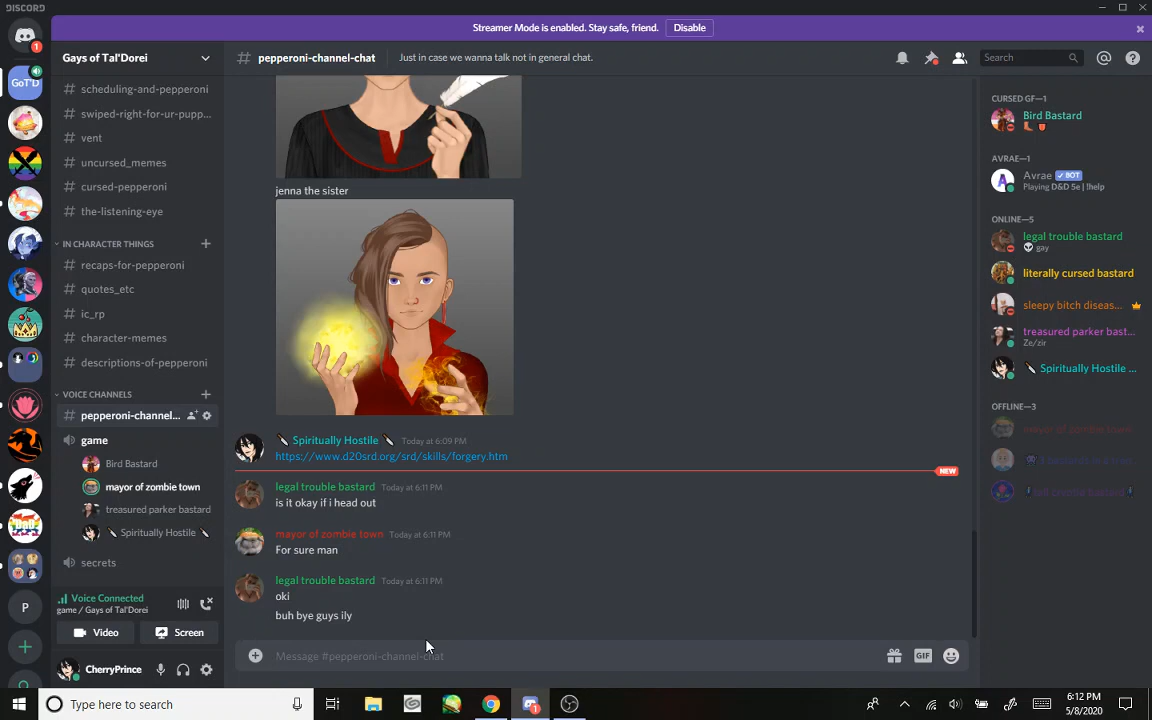 DISCORD
Streamer Mode is enabled. Stay safe, friend. Disable
1
GoT'D
P
Gays of Tal'Dorei
# scheduling-and-pepperoni
# swiped-right-for-ur-pupp...
# vent
# uncursed_memes
# cursed-pepperoni
# the-listening-eye
IN CHARACTER THINGS
# recaps-for-pepperoni
# quotes_etc
# ic_rp
# character-memes
# descriptions-of-pepperoni
VOICE CHANNELS
# pepperoni-channel...
game
Bird Bastard
mayor of zombie town
treasured parker bastard
Spiritually Hostile
secrets
Voice Connected
game / Gays of Tal'Dorei
Video
Screen
CherryPrince
# pepperoni-channel-chat
Just in case we wanna talk not in general chat.
Search
jenna the sister
Spiritually Hostile Today at 6:09 PM
https://www.d20srd.org/srd/skills/forgery.htm
NEW
legal trouble bastard Today at 6:11 PM
is it okay if i head out
mayor of zombie town Today at 6:11 PM
For sure man
legal trouble bastard Today at 6:11 PM
oki
buh bye guys ily
Message #pepperoni-channel-chat
GIF
CURSED GF—1
Bird Bastard
AVRAE—1
Avrae BOT
Playing D&D 5e | !help
ONLINE—5
legal trouble bastard
gay
literally cursed bastard
sleepy bitch diseas...
treasured parker bast...
Ze/zir
Spiritually Hostile ...
OFFLINE—3
mayor of zombie town
Type here to search
1
6:12 PM
5/8/2020